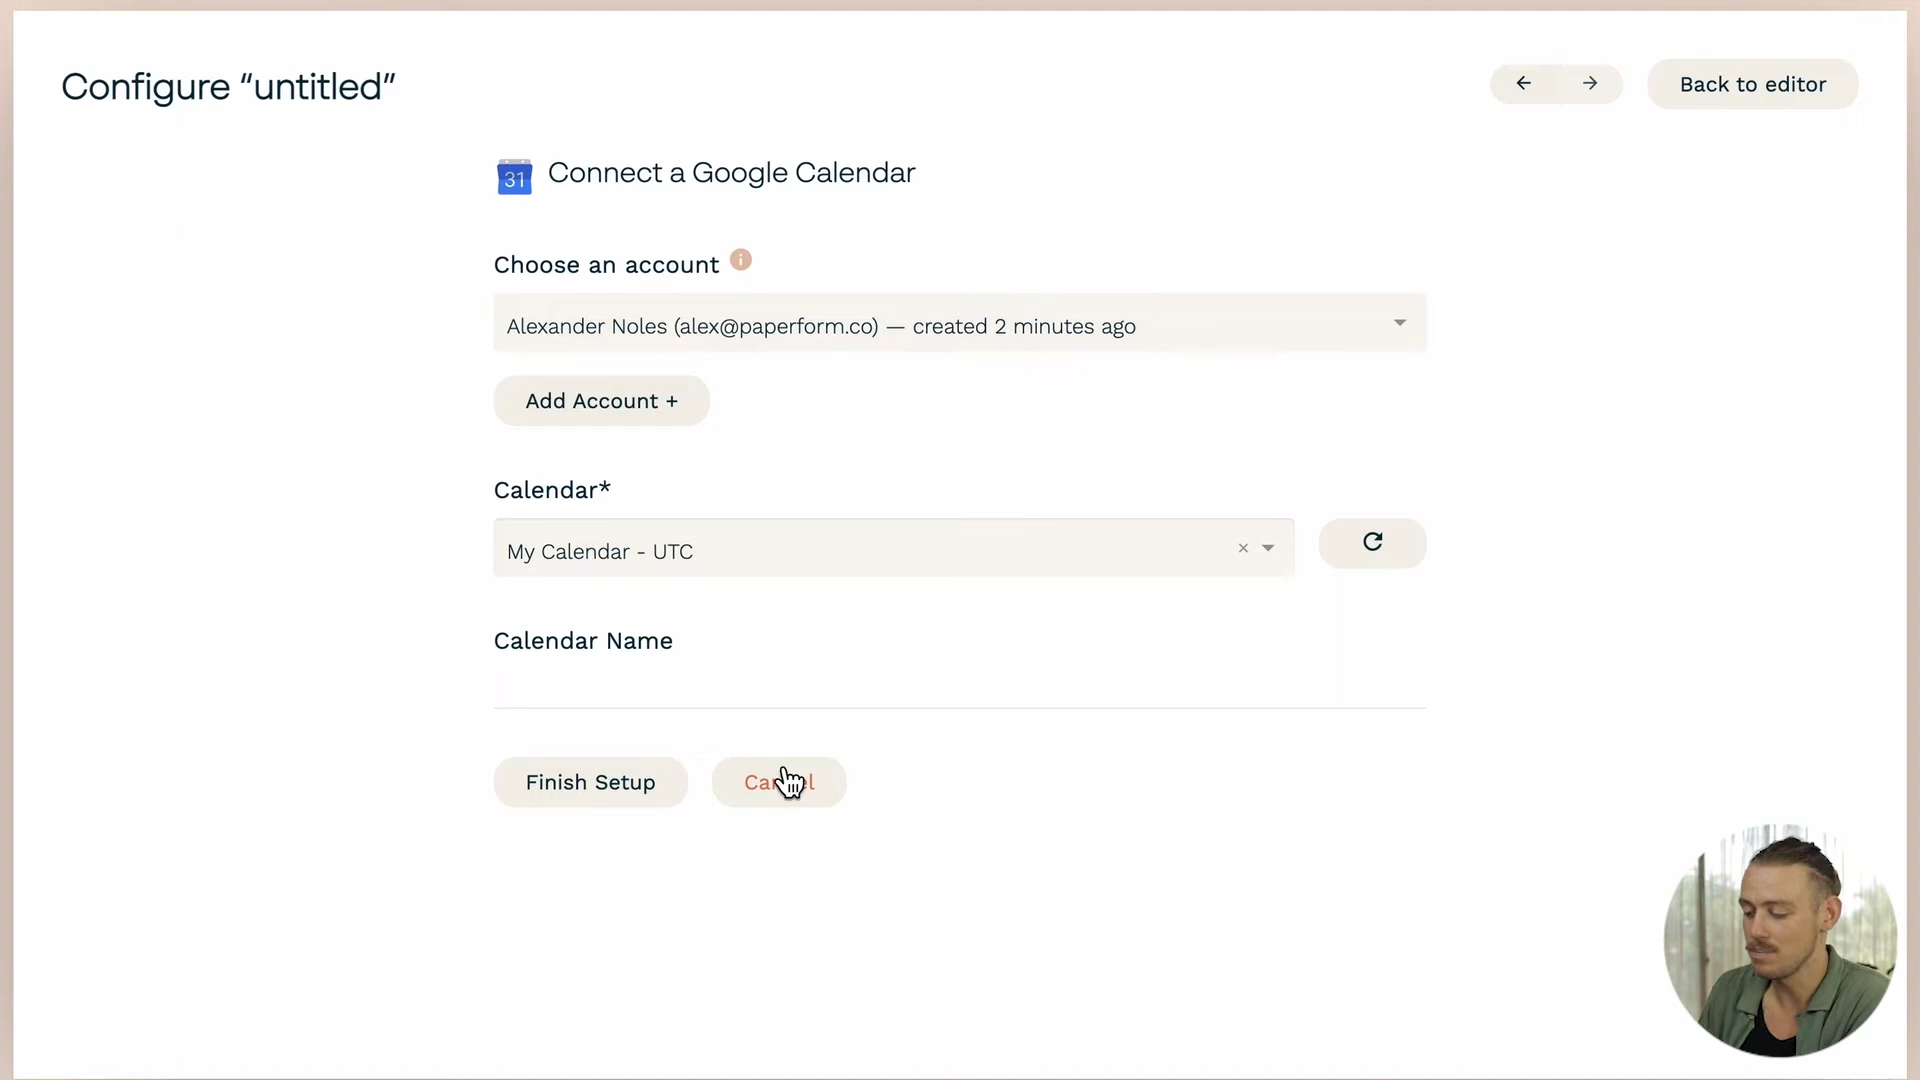 Configure “untitled”
Back to editor
31
Connect a Google Calendar
Choose an account
Alexander Noles (alex@paperform.co) — created 2 minutes ago
Add Account +
Calendar*
My Calendar - UTC
Calendar Name
Finish Setup
Cancel